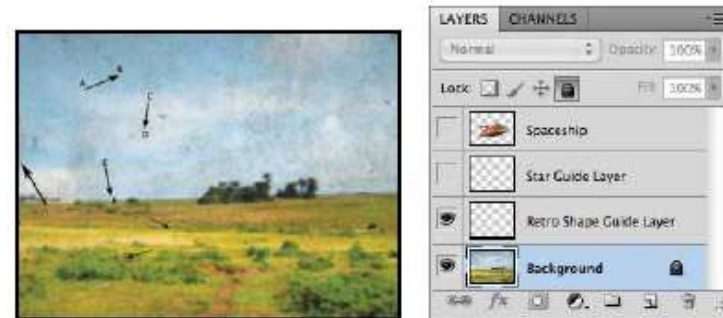 LAYERS CHANNELS
Normal Opacity: 100%
Lock: Fill: 100%
Spaceship
Star Guide Layer
Retro Shape Guide Layer
Background
A
B
C
D
E